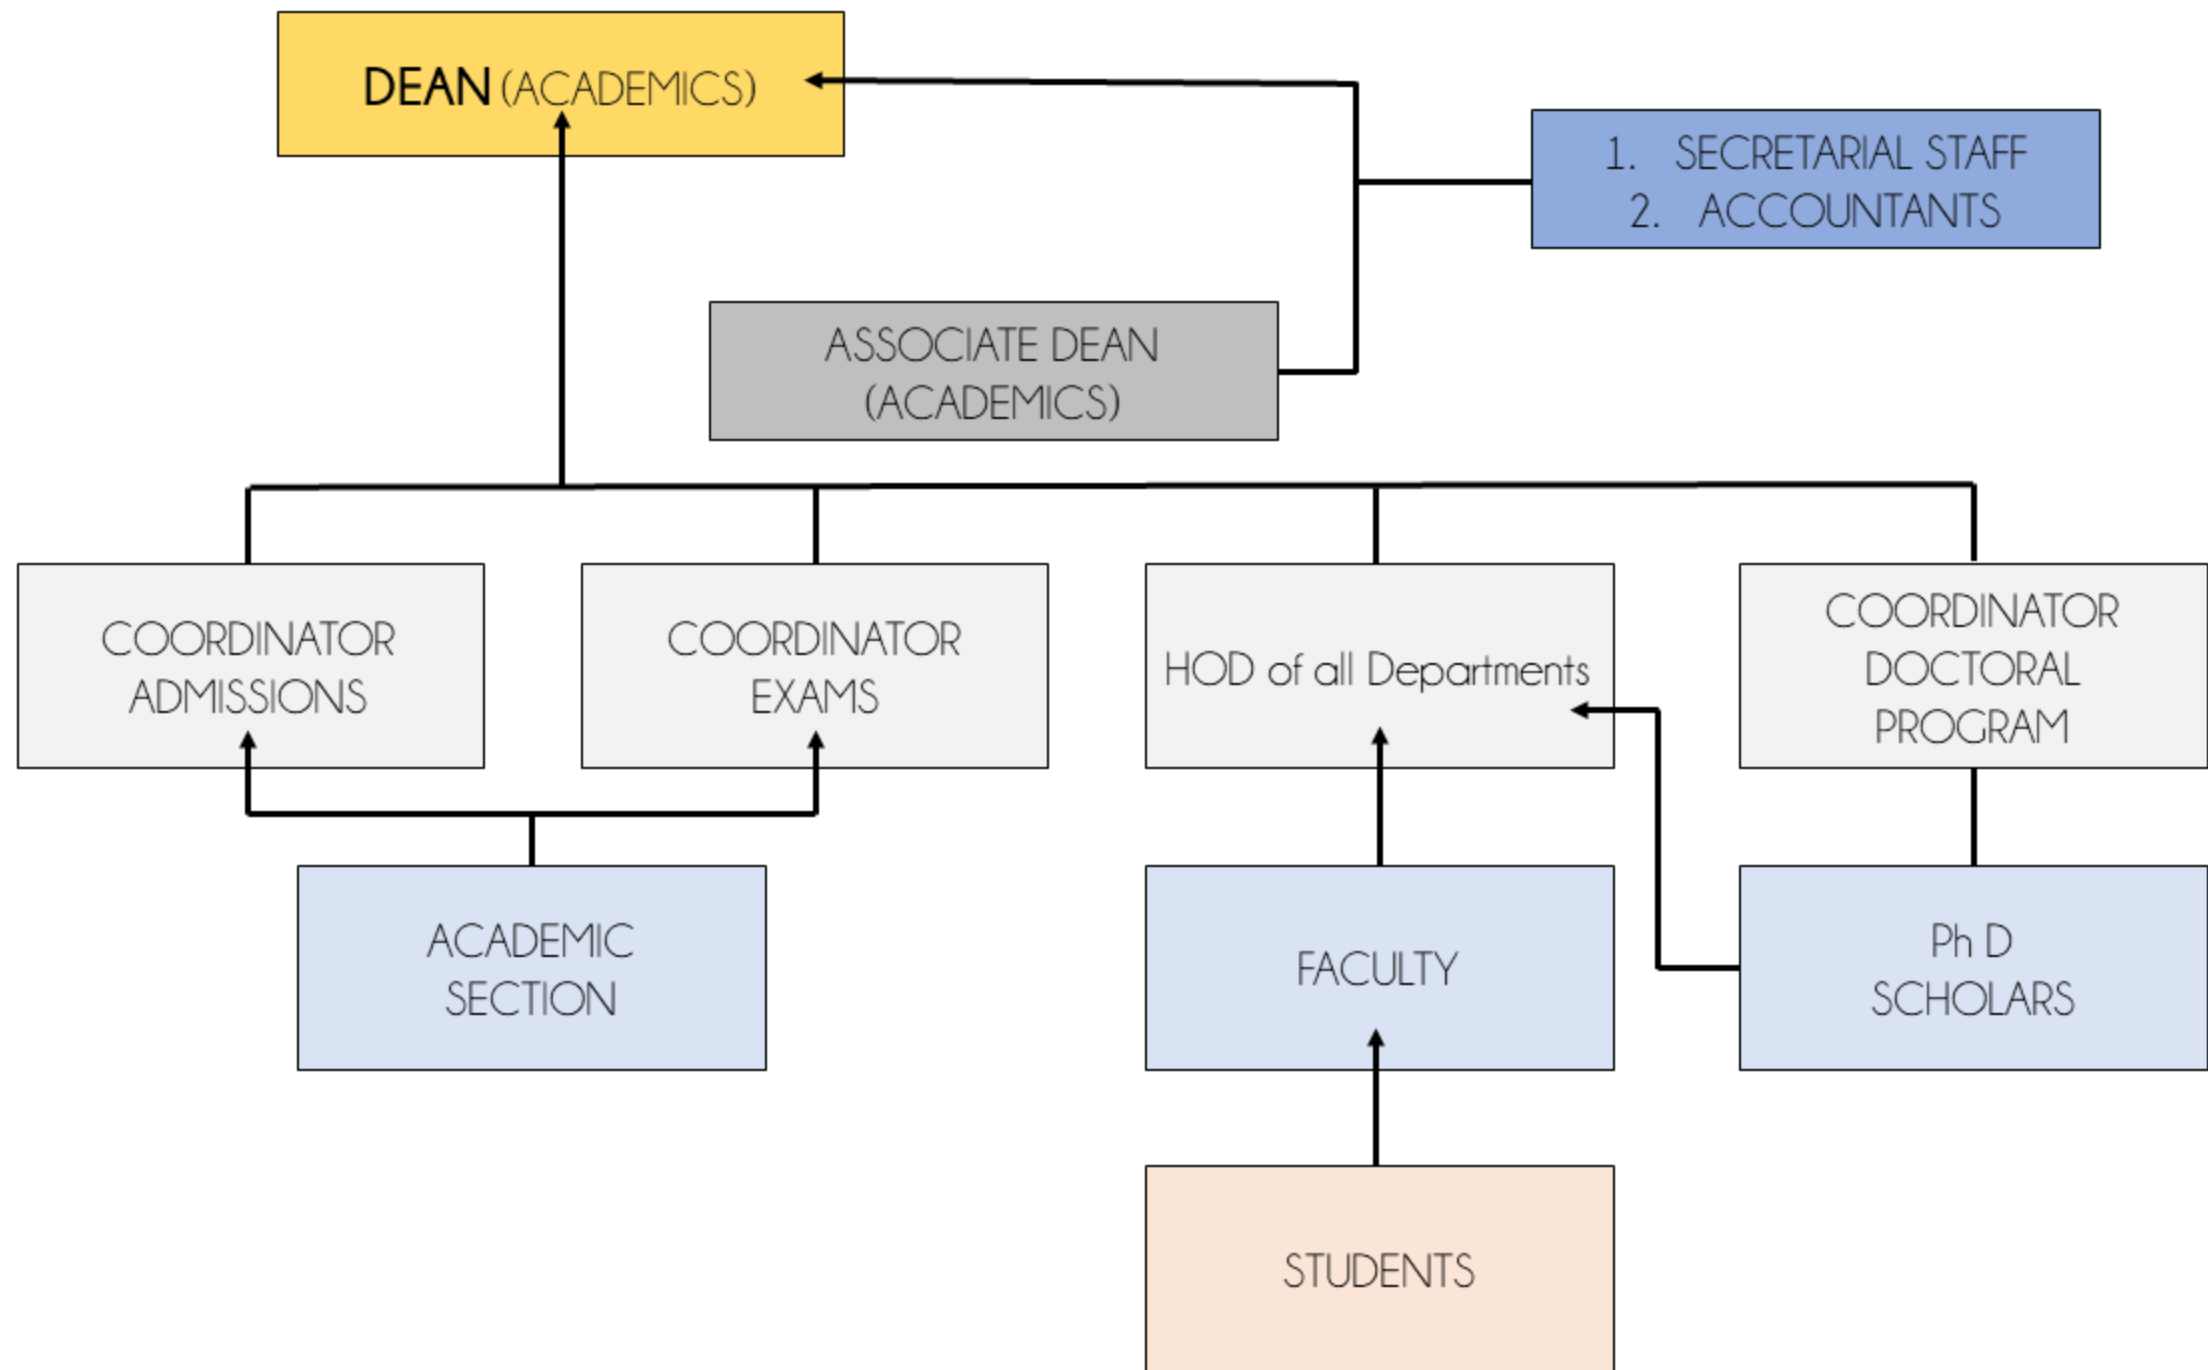 DEAN (ACADEMICS)
1. SECRETARIAL STAFF
2. ACCOUNTANTS
ASSOCIATE DEAN
(ACADEMICS)
COORDINATOR
ADMISSIONS
COORDINATOR
EXAMS
HOD of all Departments
COORDINATOR
DOCTORAL
PROGRAM
ACADEMIC
SECTION
FACULTY
Ph D
SCHOLARS
STUDENTS